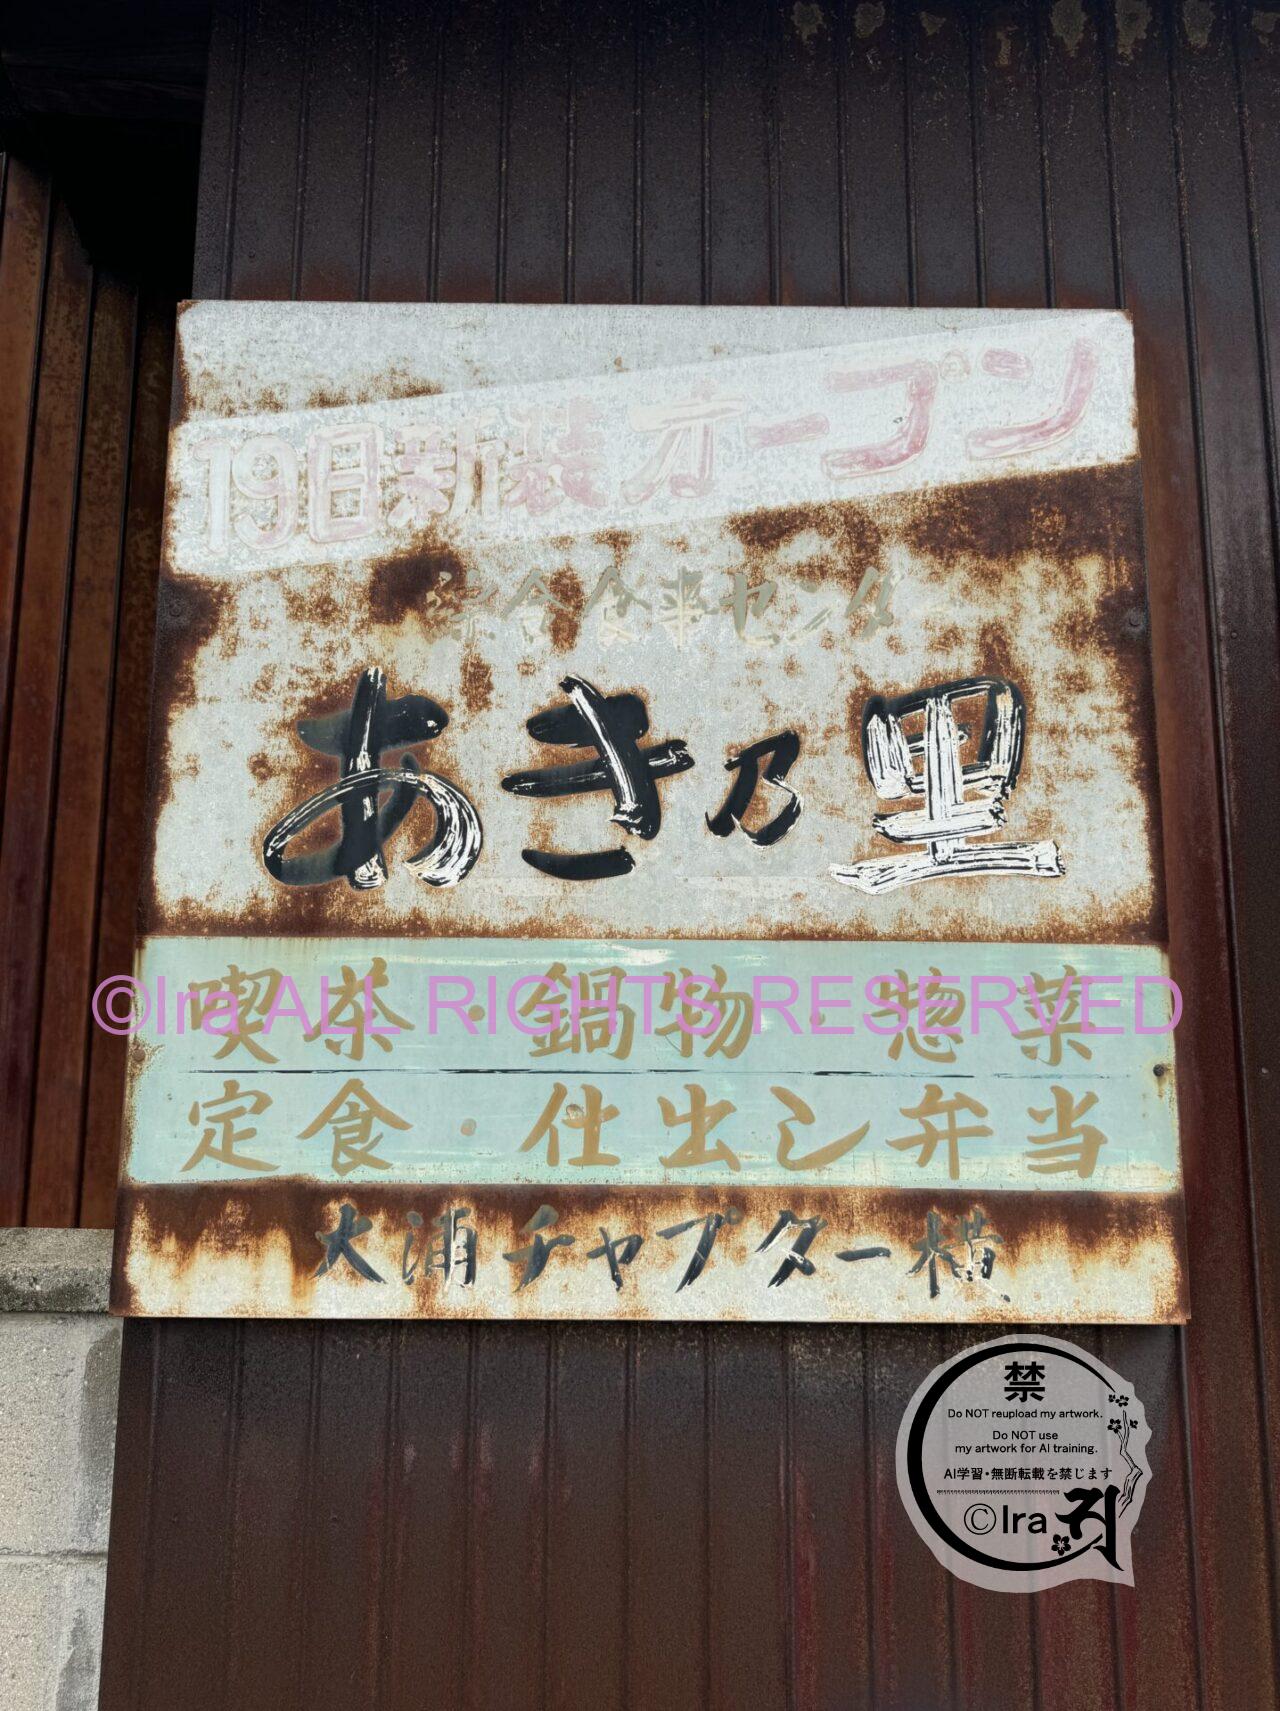 19日新装オープン
綜合食事センター
あき乃里
喫茶・鍋物・惣菜
©Ira ALL RIGHTS RESERVED
定食・仕出シ弁当
大浦チャプター横
禁
Do NOT reupload my artwork.
Do NOT use
my artwork for AI training.
AI学習・無断転載を禁じます
©Ira